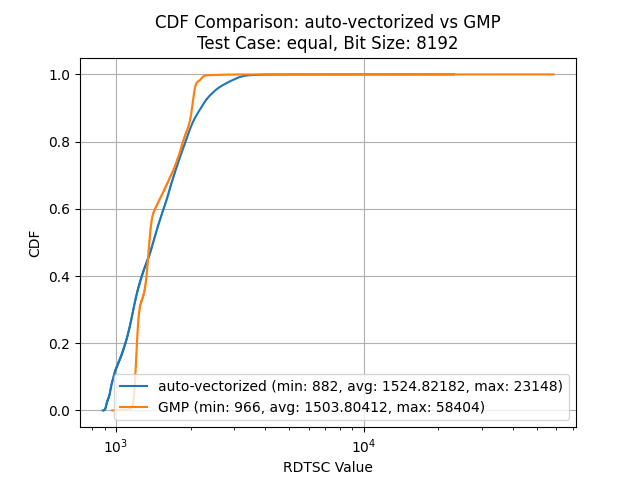 CDF Comparison: auto-vectorized vs GMP
Test Case: equal, Bit Size: 8192
CDF
1.0
0.8
0.6
0.4
0.2
0.0
auto-vectorized (min: 882, avg: 1524.82182, max: 23148)
GMP (min: 966, avg: 1503.80412, max: 58404)
10³
10⁴
RDTSC Value